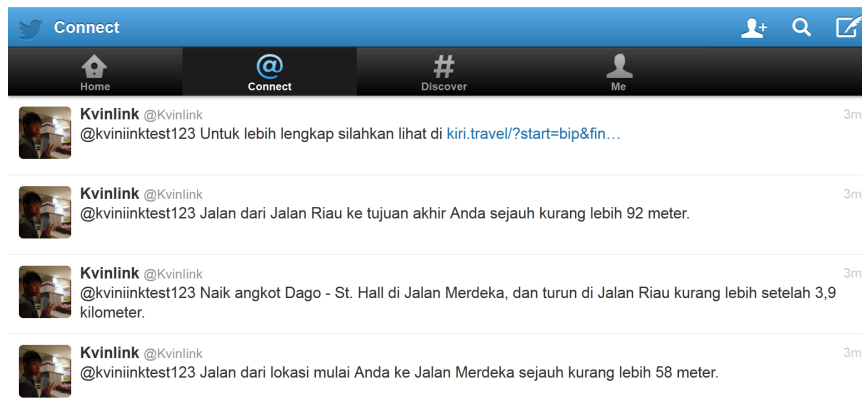 Connect
Home
Connect
Discover
Me
Kvinlink @Kvinlink
3m
@kviniinktest123 Untuk lebih lengkap silahkan lihat di kiri.travel/?start=bip&fin…
Kvinlink @Kvinlink
3m
@kviniinktest123 Jalan dari Jalan Riau ke tujuan akhir Anda sejauh kurang lebih 92 meter.
Kvinlink @Kvinlink
3m
@kviniinktest123 Naik angkot Dago - St. Hall di Jalan Merdeka, dan turun di Jalan Riau kurang lebih setelah 3,9
kilometer.
Kvinlink @Kvinlink
3m
@kviniinktest123 Jalan dari lokasi mulai Anda ke Jalan Merdeka sejauh kurang lebih 58 meter.